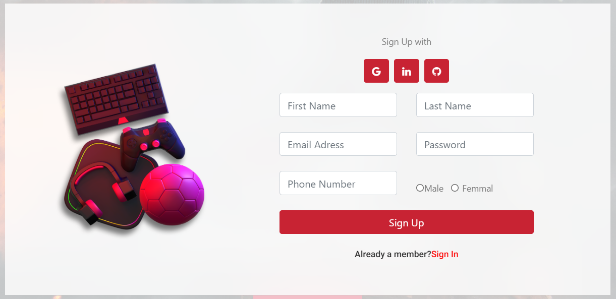 Sign Up with
G in
First Name Last Name
Email Adress Password
Phone Number Male Femmal
Sign Up
Already a member?Sign In